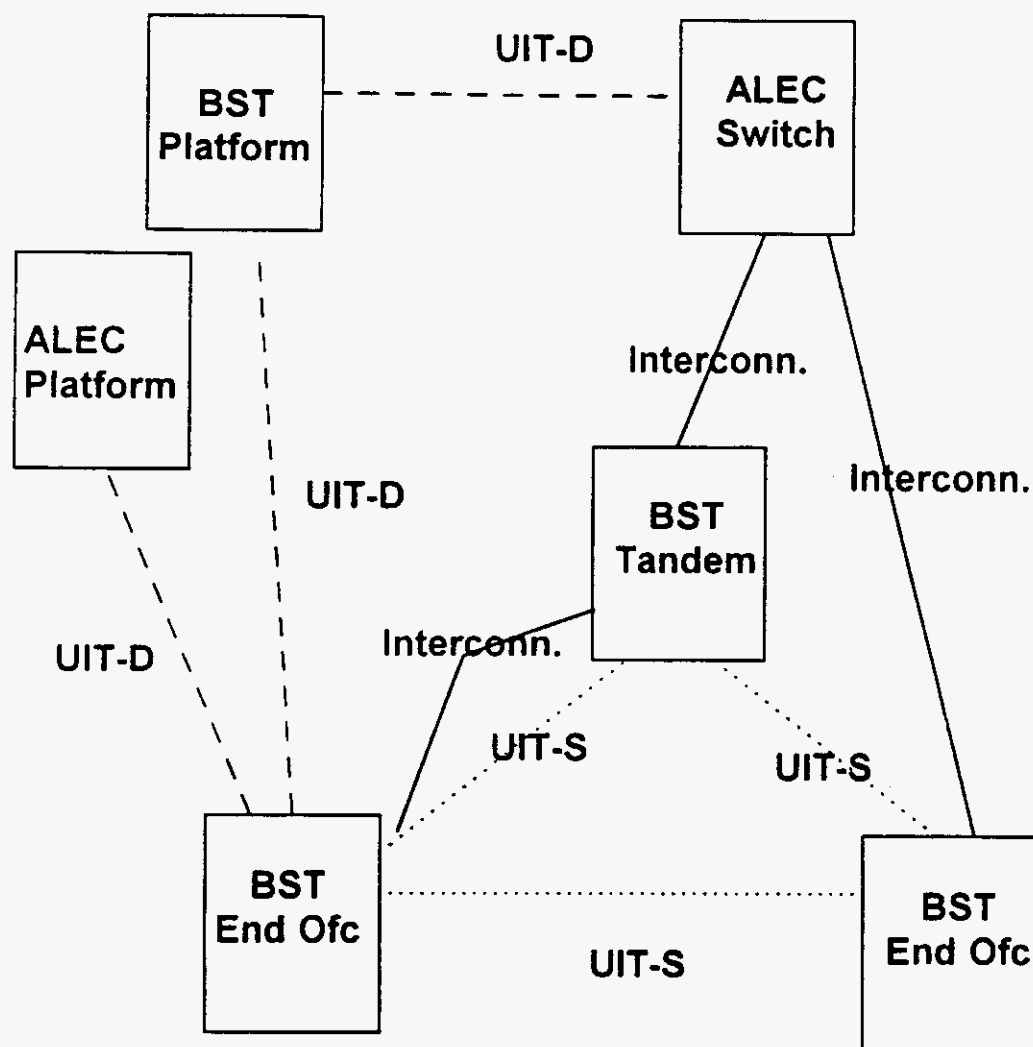 UIT-D
BST
Platform
ALEC
Switch
ALEC
Platform
Interconn.
UIT-D
Interconn.
BST
Tandem
UIT-D
Interconn.
UIT-S
UIT-S
BST
End Ofc
BST
End Ofc
UIT-S